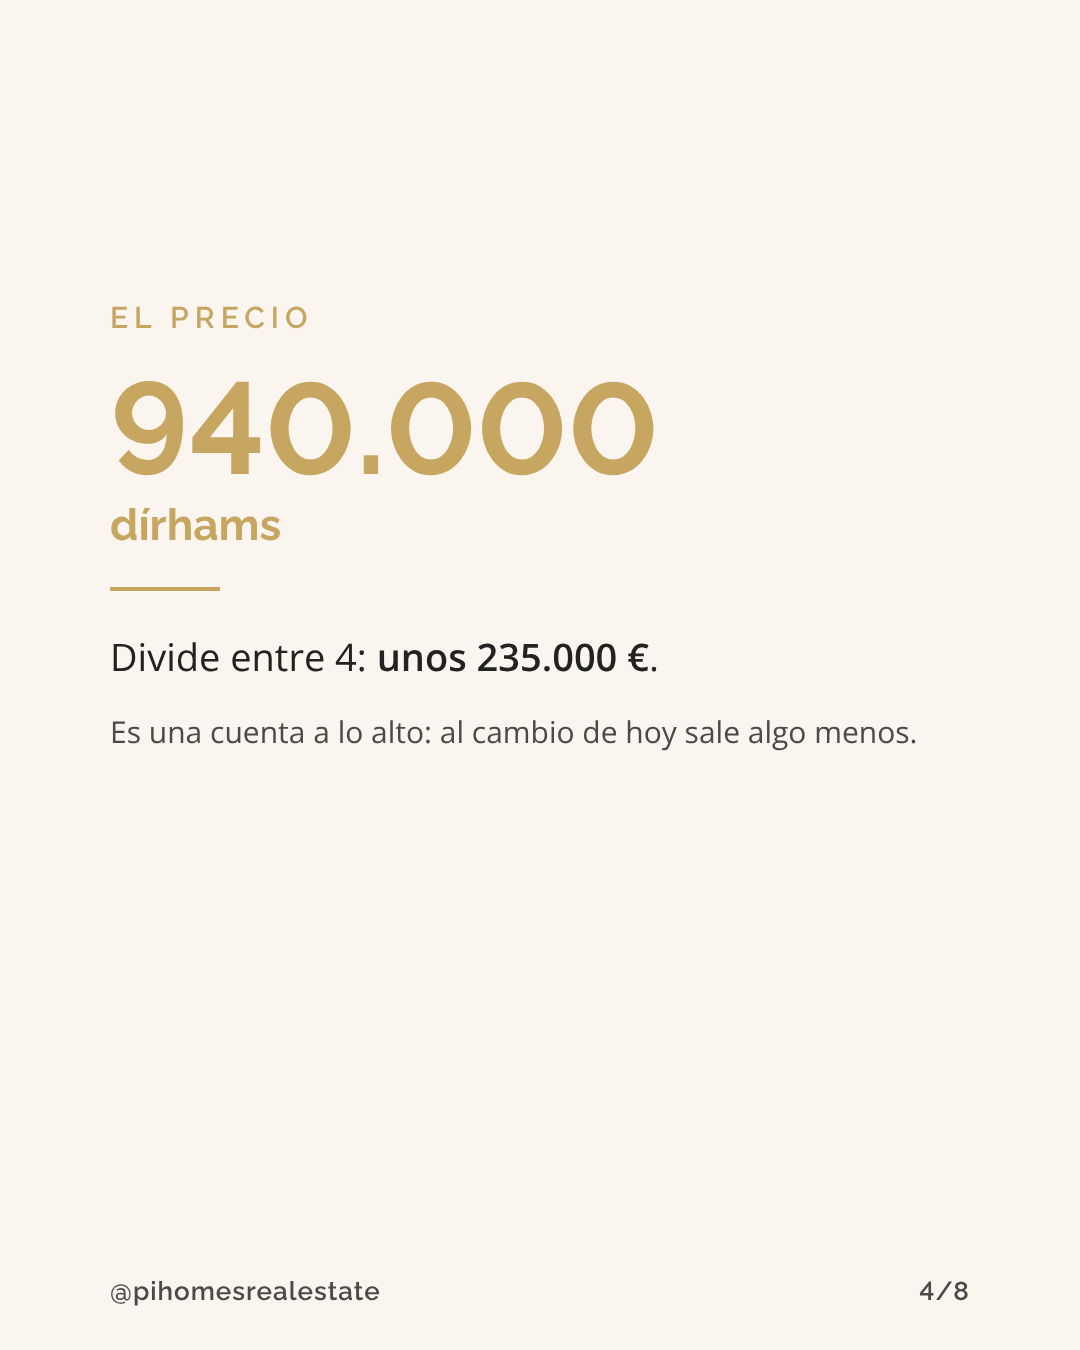 EL PRECIO
940.000
dírhams
Divide entre 4: unos 235.000 €.
Es una cuenta a lo alto: al cambio de hoy sale algo menos.
@pihomesrealestate
4/8